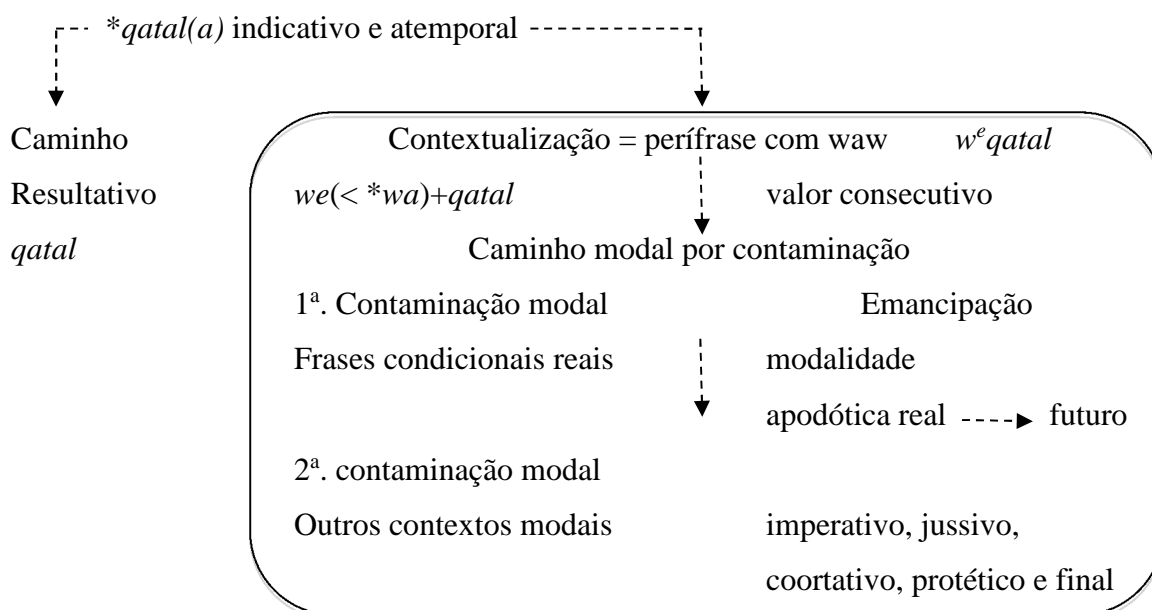 *qatal(a) indicativo e atemporal
Caminho Contextualização = perífrase com waw wᵉqatal
Resultativo we(< *wa)+qatal valor consecutivo
qatal Caminho modal por contaminação
1ª. Contaminação modal Emancipação
Frases condicionais reais modalidade
apodótica real futuro
2ª. contaminação modal
Outros contextos modais imperativo, jussivo,
coortativo, protético e final